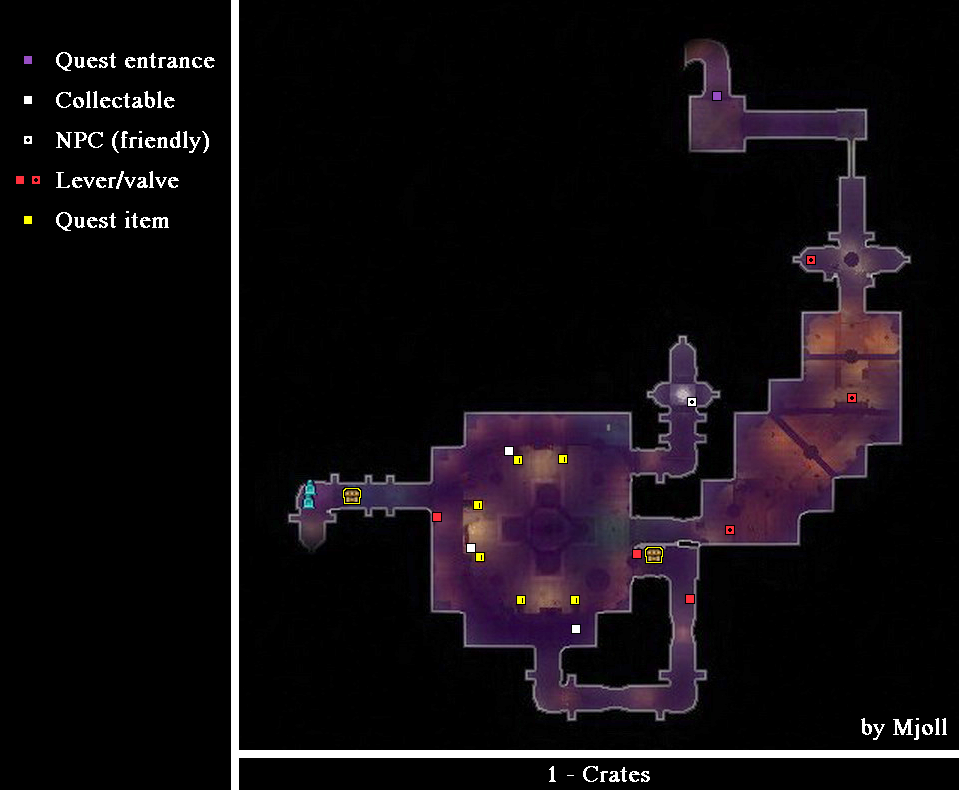 Quest entrance
Collectable
NPC (friendly)
Lever/valve
Quest item
by Mjoll
1 - Crates